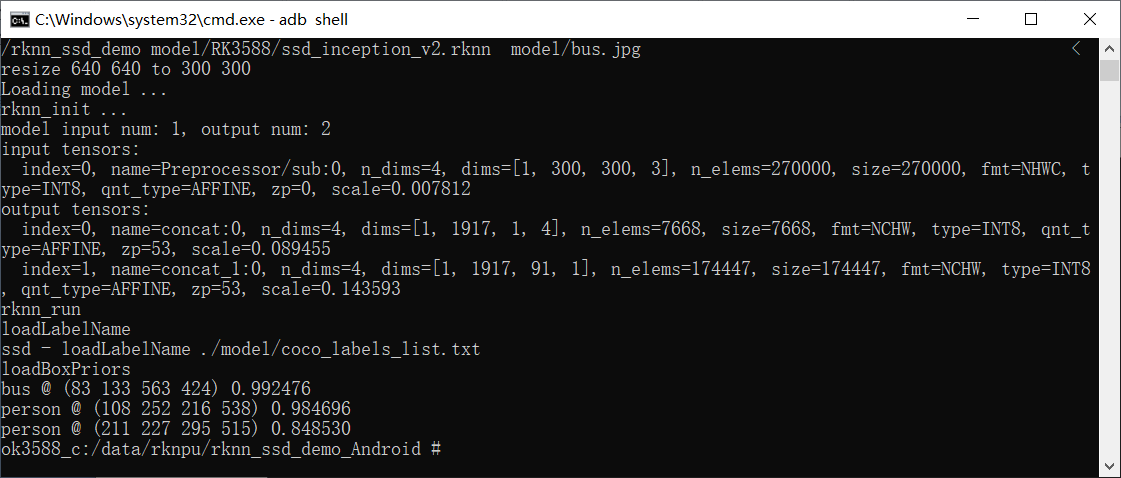 C:\Windows\system32\cmd.exe - adb  shell
/rknn_ssd_demo model/RK3588/ssd_inception_v2.rknn  model/bus.jpg
<
resize 640 640 to 300 300
Loading model ...
rknn_init ...
model input num: 1, output num: 2
input tensors:
  index=0, name=Preprocessor/sub:0, n_dims=4, dims=[1, 300, 300, 3], n_elems=270000, size=270000, fmt=NHWC, t
ype=INT8, qnt_type=AFFINE, zp=0, scale=0.007812
output tensors:
  index=0, name=concat:0, n_dims=4, dims=[1, 1917, 1, 4], n_elems=7668, size=7668, fmt=NCHW, type=INT8, qnt_t
ype=AFFINE, zp=53, scale=0.089455
  index=1, name=concat_1:0, n_dims=4, dims=[1, 1917, 91, 1], n_elems=174447, size=174447, fmt=NCHW, type=INT8
, qnt_type=AFFINE, zp=53, scale=0.143593
rknn_run
loadLabelName
ssd - loadLabelName ./model/coco_labels_list.txt
loadBoxPriors
bus @ (83 133 563 424) 0.992476
person @ (108 252 216 538) 0.984696
person @ (211 227 295 515) 0.848530
ok3588_c:/data/rknpu/rknn_ssd_demo_Android #